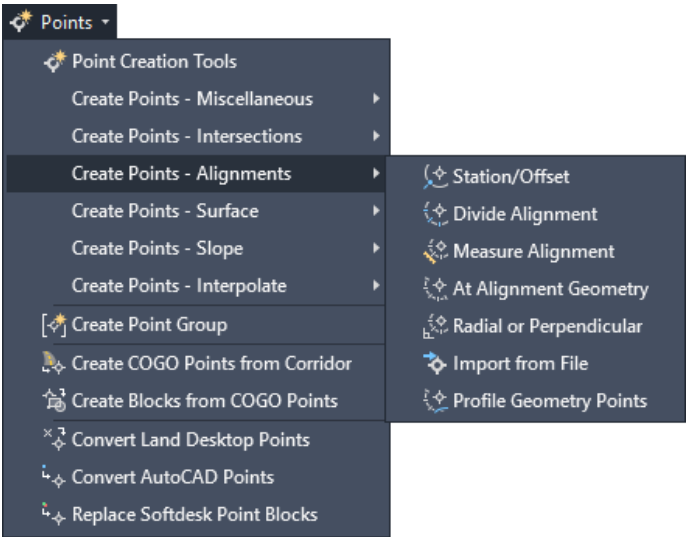 Points
Point Creation Tools
Create Points - Miscellaneous
Create Points - Intersections
Create Points - Alignments
Create Points - Surface
Create Points - Slope
Create Points - Interpolate
Create Point Group
Create COGO Points from Corridor
Create Blocks from COGO Points
Convert Land Desktop Points
Convert AutoCAD Points
Replace Softdesk Point Blocks
Station/Offset
Divide Alignment
Measure Alignment
At Alignment Geometry
Radial or Perpendicular
Import from File
Profile Geometry Points